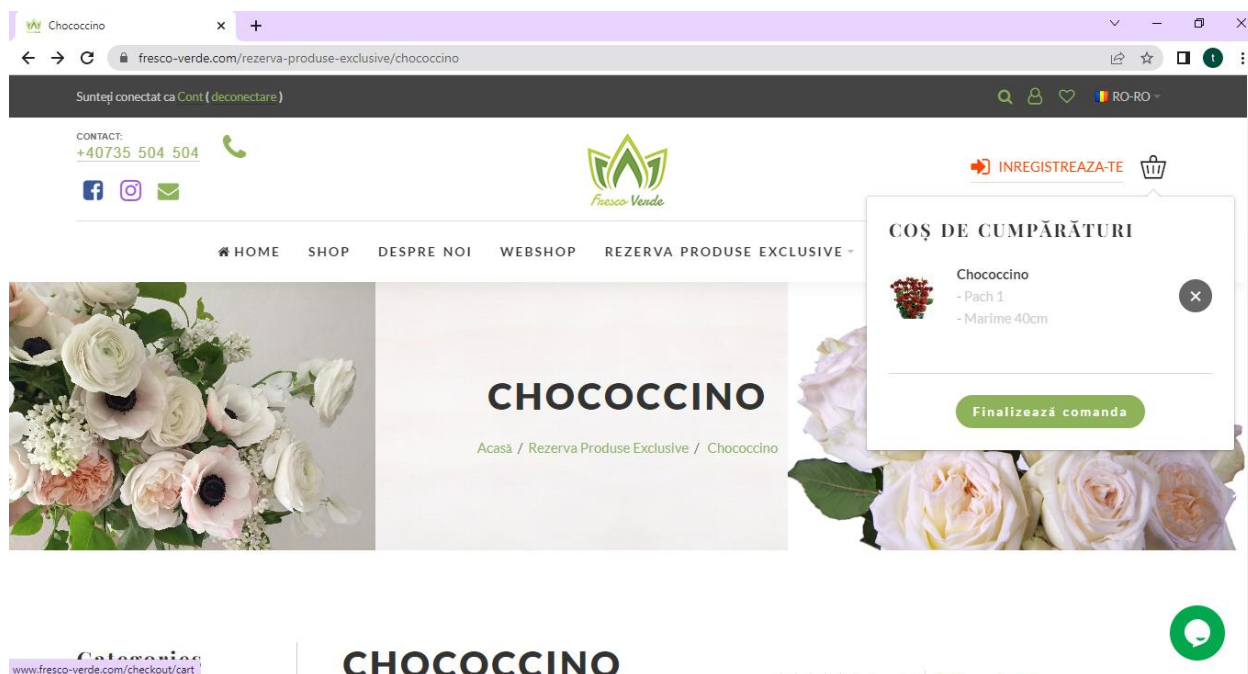 Chococcino
fresco-verde.com/rezerva-produse-exclusive/chococcino
t
Sunteți conectat ca Cont ( deconectare )
RO-RO
CONTACT:
+40735 504 504
Fresco Verde
INREGISTREAZA-TE
HOME SHOP DESPRE NOI WEBSHOP REZERVA PRODUSE EXCLUSIVE
COȘ DE CUMPĂRĂTURI
Chococcino
- Pach 1
- Marime 40cm
Finalizează comanda
CHOCOCCINO
Acasă / Rezerva Produse Exclusive / Chococcino
Categories
CHOCOCCINO
www.fresco-verde.com/checkout/cart